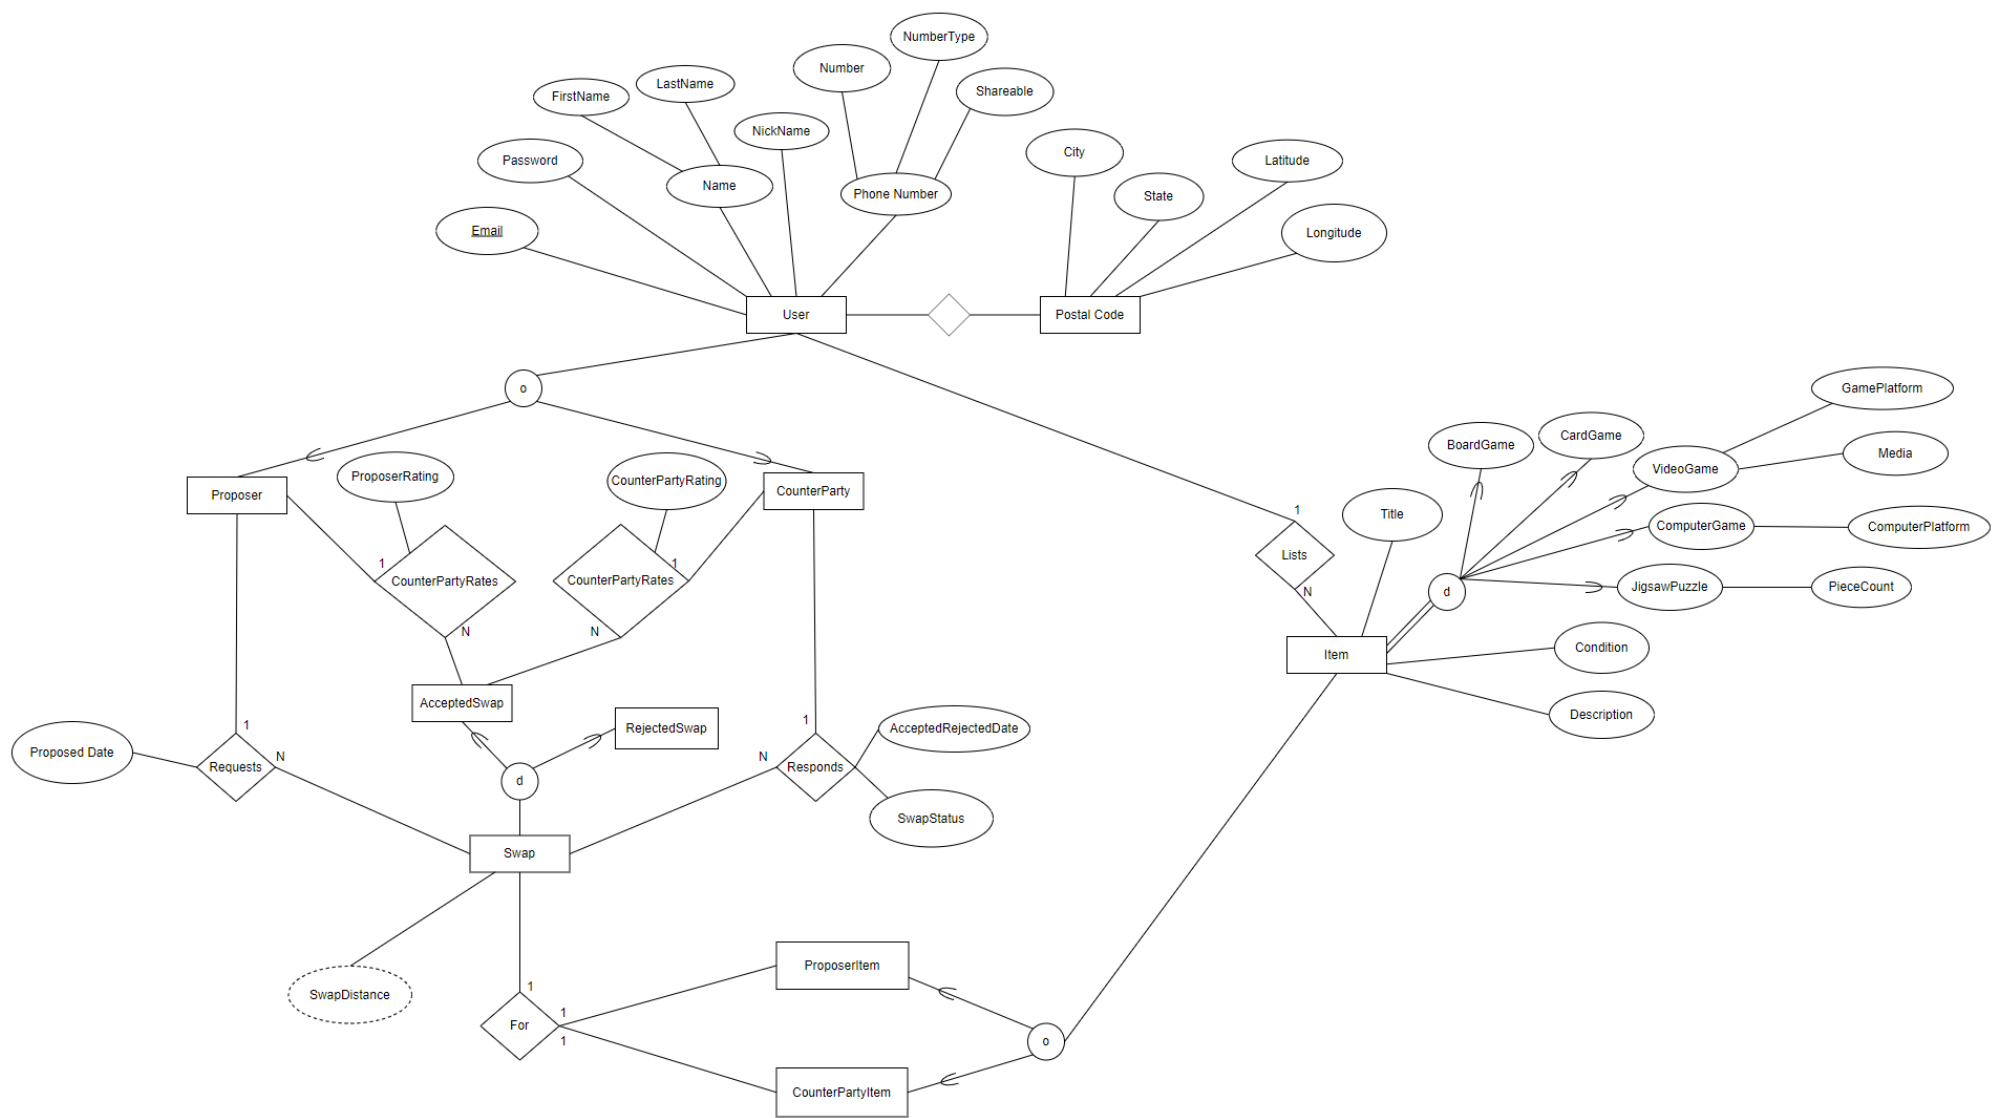 NumberType
Number
LastName
Shareable
FirstName
NickName
City
Password
Latitude
Name
Phone Number
State
Email
Longitude
User
Postal Code
o
GamePlatform
CardGame
BoardGame
Media
VideoGame
ProposerRating
CounterPartyRating
CounterParty
Proposer
1
Title
ComputerGame
ComputerPlatform
Lists
1
1
CounterPartyRates
CounterPartyRates
N
d
JigsawPuzzle
PieceCount
N
N
Item
Condition
AcceptedSwap
Description
1
1
RejectedSwap
AcceptedRejectedDate
Proposed Date
N
N
Requests
Responds
d
SwapStatus
Swap
ProposerItem
1
SwapDistance
1
For
1
o
CounterPartyItem